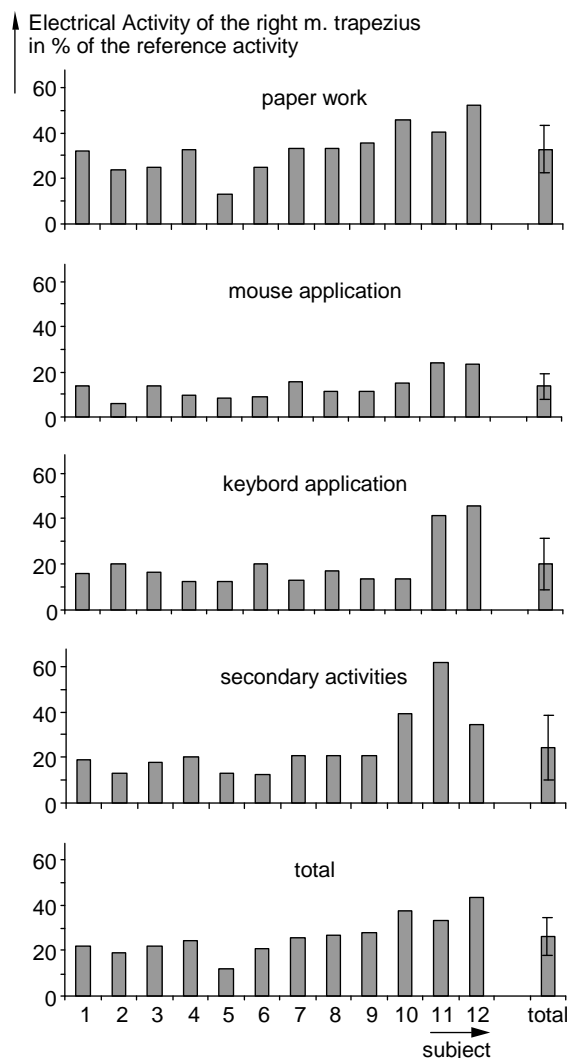 Electrical Activity of the right m. trapezius
in % of the reference activity
paper work
60
40
20
0
mouse application
60
40
20
0
keybord application
60
40
20
0
secondary activities
60
40
20
0
total
60
40
20
0
1 2 3 4 5 6 7 8 9 10 11 12 total
subject